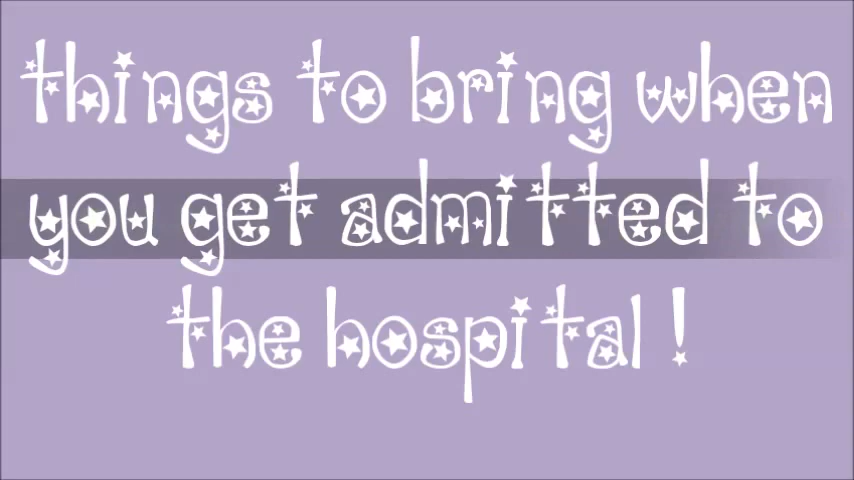 things to bring when
you get admitted to
the hospital !